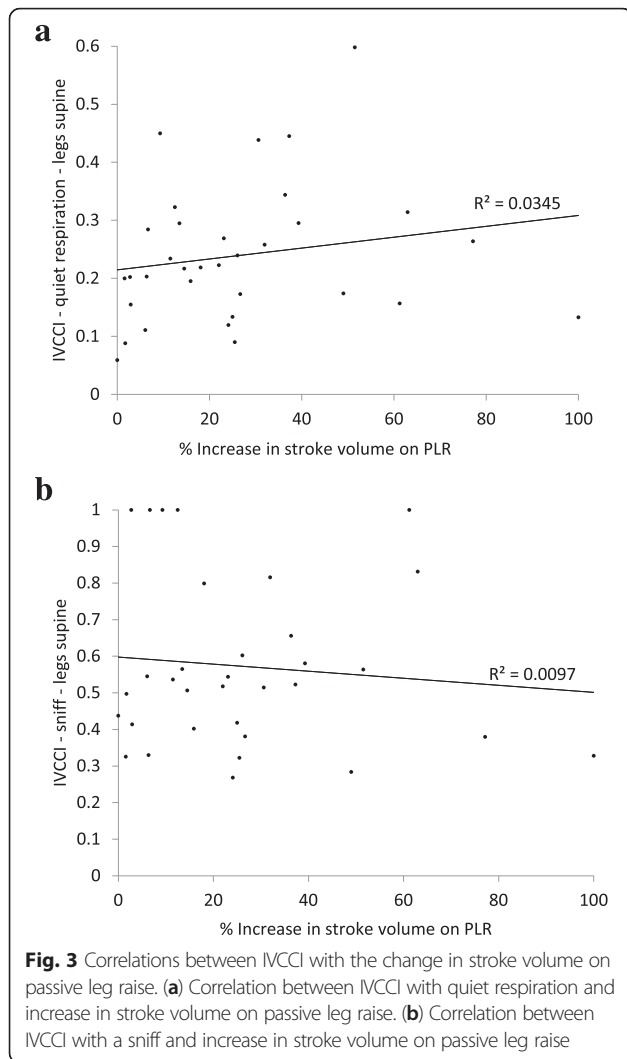 a
0.6
0.5
0.4
0.3
0.2
0.1
0
IVCCI - quiet respiration - legs supine
R² = 0.0345
0 20 40 60 80 100
% Increase in stroke volume on PLR
b
1
0.9
0.8
0.7
0.6
0.5
0.4
0.3
0.2
0.1
0
IVCCI - sniff - legs supine
R² = 0.0097
0 20 40 60 80 100
% Increase in stroke volume on PLR
Fig. 3 Correlations between IVCCI with the change in stroke volume on
passive leg raise. (a) Correlation between IVCCI with quiet respiration and
increase in stroke volume on passive leg raise. (b) Correlation between
IVCCI with a sniff and increase in stroke volume on passive leg raise